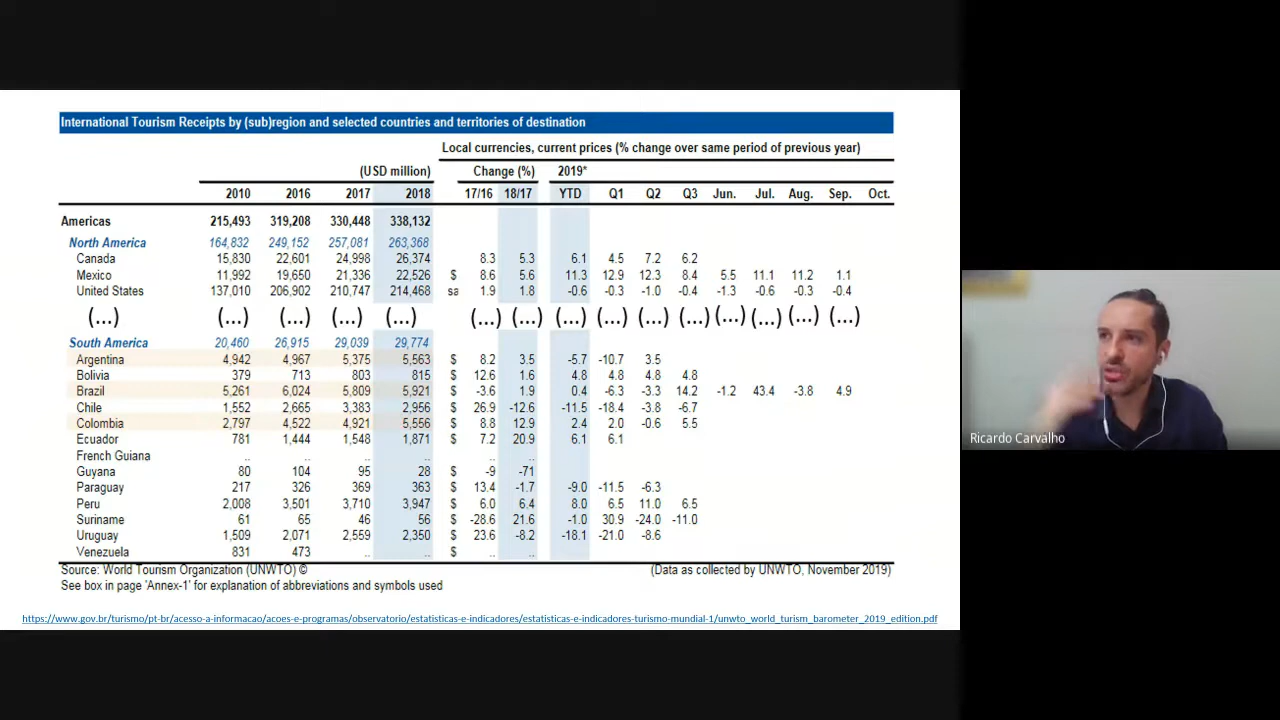 International Tourism Receipts by (sub)region and selected countries and territories of destination
Local currencies, current prices (% change over same period of previous year)
(USD million) Change (%) 2019*
2010 2016 2017 2018 17/16 18/17 YTD Q1 Q2 Q3 Jun. Jul. Aug. Sep. Oct.
Americas 215,493 319,208 330,448 338,132
North America 164,832 249,152 257,081 263,368
Canada 15,830 22,601 24,998 26,374 8.3 5.3 6.1 4.5 7.2 6.2
Mexico 11,992 19,650 21,336 22,526 $ 8.6 5.6 11.3 12.9 12.3 8.4 5.5 11.1 11.2 1.1
United States 137,010 206,902 210,747 214,468 sa 1.9 1.8 -0.6 -0.3 -1.0 -0.4 -1.3 -0.6 -0.3 -0.4
(...) (...) (...) (...) (...) (...) (...) (...) (...) (...) (...) (...) (...) (...) (...)
South America 20,460 26,915 29,039 29,774
Argentina 4,942 4,967 5,375 5,563 $ 8.2 3.5 -5.7 -10.7 3.5
Bolivia 379 713 803 815 $ 12.6 1.6 4.8 4.8 4.8 4.8
Brazil 5,261 6,024 5,809 5,921 $ -3.6 1.9 0.4 -6.3 -3.3 14.2 -1.2 43.4 -3.8 4.9
Chile 1,552 2,665 3,383 2,956 $ 26.9 -12.6 -11.5 -18.4 -3.8 -6.7
Colombia 2,797 4,522 4,921 5,556 $ 8.8 12.9 2.4 2.0 -0.6 5.5
Ecuador 781 1,444 1,548 1,871 $ 7.2 20.9 6.1 6.1
French Guiana .. .. .. .. .. ..
Guyana 80 104 95 28 $ -9 -71
Paraguay 217 326 369 363 $ 13.4 -1.7 -9.0 -11.5 -6.3
Peru 2,008 3,501 3,710 3,947 $ 6.0 6.4 8.0 6.5 11.0 6.5
Suriname 61 65 46 56 $ -28.6 21.6 -1.0 30.9 -24.0 -11.0
Uruguay 1,509 2,071 2,559 2,350 $ 23.6 -8.2 -18.1 -21.0 -8.6
Venezuela 831 473 .. .. $ .. ..
Source: World Tourism Organization (UNWTO) © (Data as collected by UNWTO, November 2019)
See box in page 'Annex-1' for explanation of abbreviations and symbols used
https://www.gov.br/turismo/pt-br/acesso-a-informacao/acoes-e-programas/observatorio/estatisticas-e-indicadores/estatisticas-e-indicadores-turismo-mundial-1/unwto_world_turism_barometer_2019_edition.pdf
Ricardo Carvalho